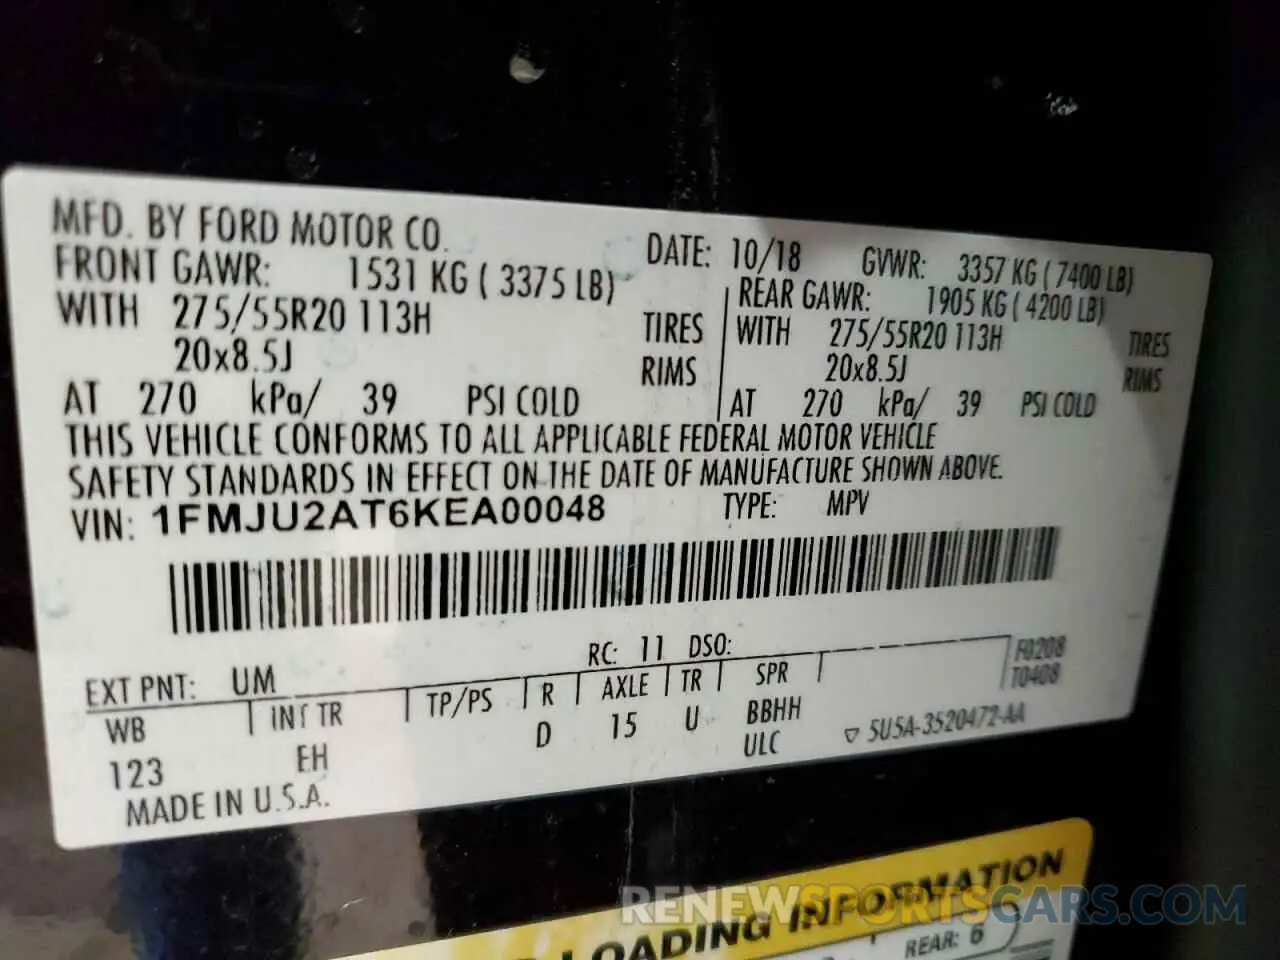 MFD. BY FORD MOTOR CO.
DATE: 10/18 GVWR: 3357 KG ( 7400 LB)
FRONT GAWR: 1531 KG ( 3375 LB)
REAR GAWR: 1905 KG ( 4200 LB)
WITH 275/55R20 113H TIRES
WITH 275/55R20 113H TIRES
20x8.5J RIMS
20x8.5J RIMS
AT 270 kPa/ 39 PSI COLD
AT 270 kPa/ 39 PSI COLD
THIS VEHICLE CONFORMS TO ALL APPLICABLE FEDERAL MOTOR VEHICLE
SAFETY STANDARDS IN EFFECT ON THE DATE OF MANUFACTURE SHOWN ABOVE.
VIN: 1FMJU2AT6KEA00048 TYPE: MPV
EXT PNT: UM RC: 11 DSO: F0208
T0408
WB INT TR TP/PS R AXLE TR SPR
123 EH D 15 U BBHH
ULC
▽ 5U5A-3520472-AA
MADE IN U.S.A.
LOADING INFORMATION
REAR: 6
RENEWSPORTSCARS.COM